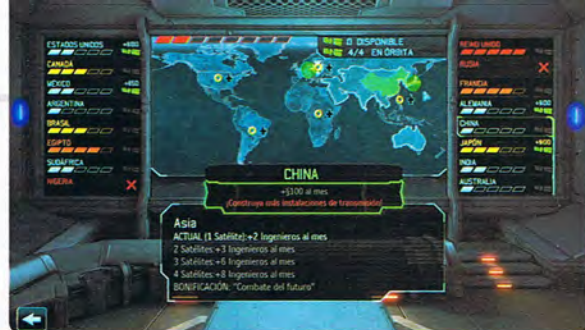 ESTADOS UNIDOS
CANADÁ
MÉXICO
ARGENTINA
BRASIL
EGIPTO
SUDÁFRICA
NIGERIA
0 DISPONIBLE
4/4 EN ÓRBITA
REINO UNIDO
RUSIA
FRANCIA
ALEMANIA
CHINA
JAPÓN
INDIA
AUSTRALIA
CHINA
+§100 al mes
¡Construya más instalaciones de transmisión!
Asia
ACTUAL (1 Satélite):+2 Ingenieros al mes
2 Satélites:+3 Ingenieros al mes
3 Satélites:+6 Ingenieros al mes
4 Satélites:+8 Ingenieros al mes
BONIFICACIÓN: "Combate del futuro"